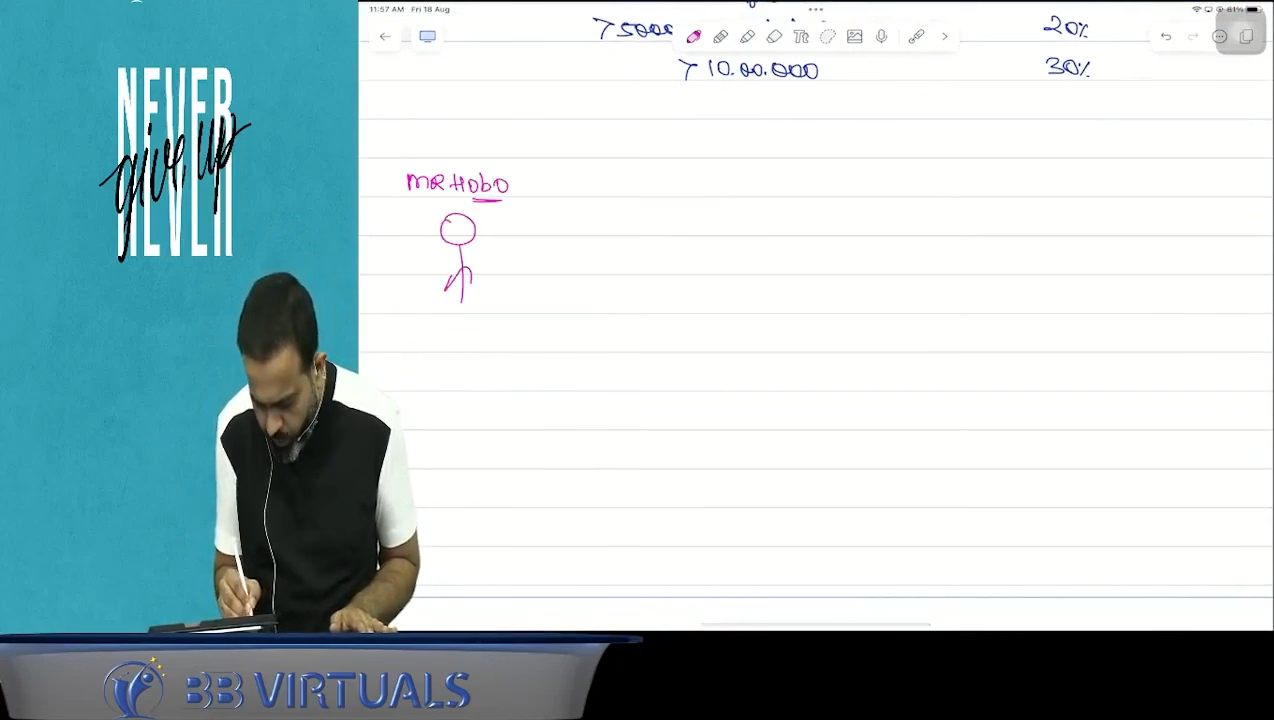 11:57 AM Fri 18 Aug
81%
> 5000
20%
> 10.00.000
30%
NEVER
give up
NEVER
MR HObO
BB VIRTUALS